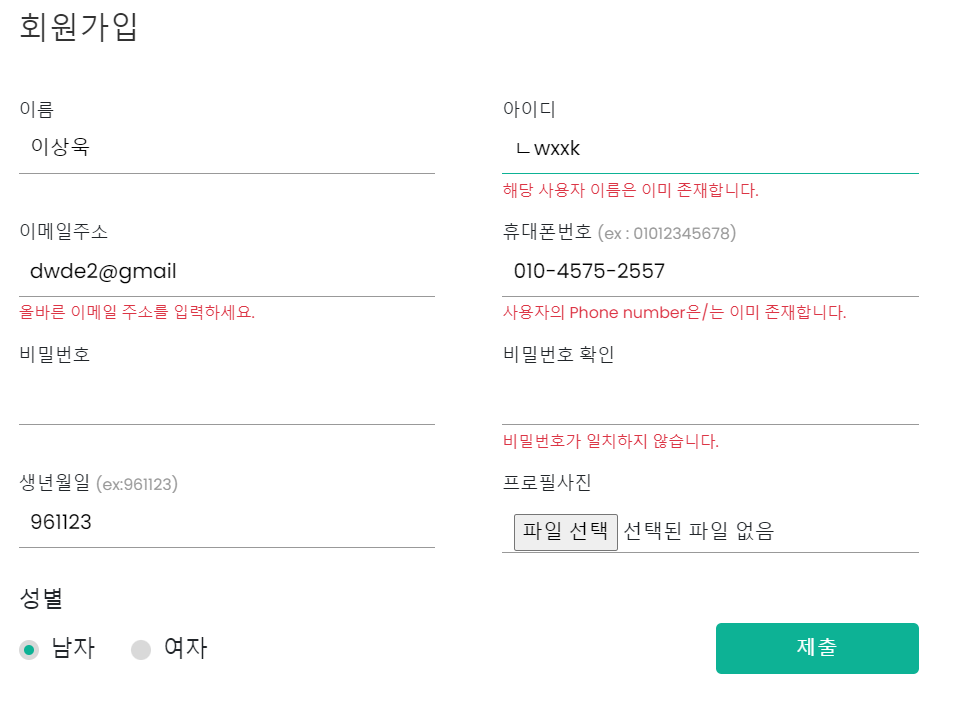 회원가입
이름
이상욱
아이디
ㄴwxxk
해당 사용자 이름은 이미 존재합니다.
이메일주소
dwde2@gmail
올바른 이메일 주소를 입력하세요.
휴대폰번호 (ex : 01012345678)
010-4575-2557
사용자의 Phone number은/는 이미 존재합니다.
비밀번호
비밀번호 확인
비밀번호가 일치하지 않습니다.
생년월일 (ex:961123)
961123
프로필사진
파일 선택 선택된 파일 없음
성별
남자 여자
제출